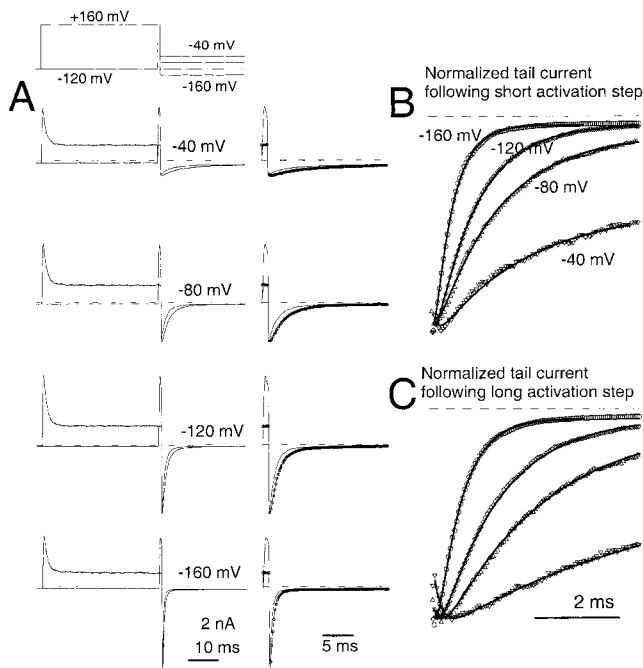 +160 mV
-40 mV
-120 mV
-160 mV
A
-40 mV
-80 mV
-120 mV
-160 mV
2 nA
10 ms
5 ms
Normalized tail current
following short activation step
B
-160 mV
-120 mV
-80 mV
-40 mV
Normalized tail current
following long activation step
C
2 ms